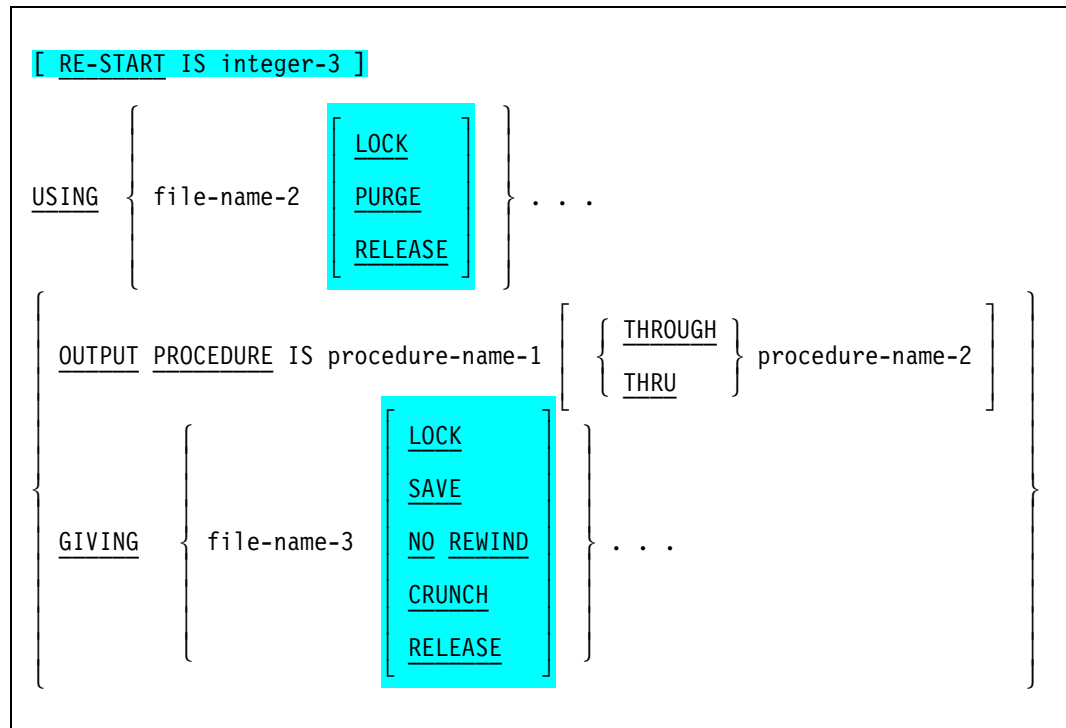 [ RE-START IS integer-3 ]
LOCK
USING { file-name-2 [ PURGE ] } . . .
RELEASE
THROUGH
OUTPUT PROCEDURE IS procedure-name-1 [ { } procedure-name-2 ]
THRU
LOCK
SAVE
GIVING { file-name-3 [ NO REWIND ] } . . .
CRUNCH
RELEASE